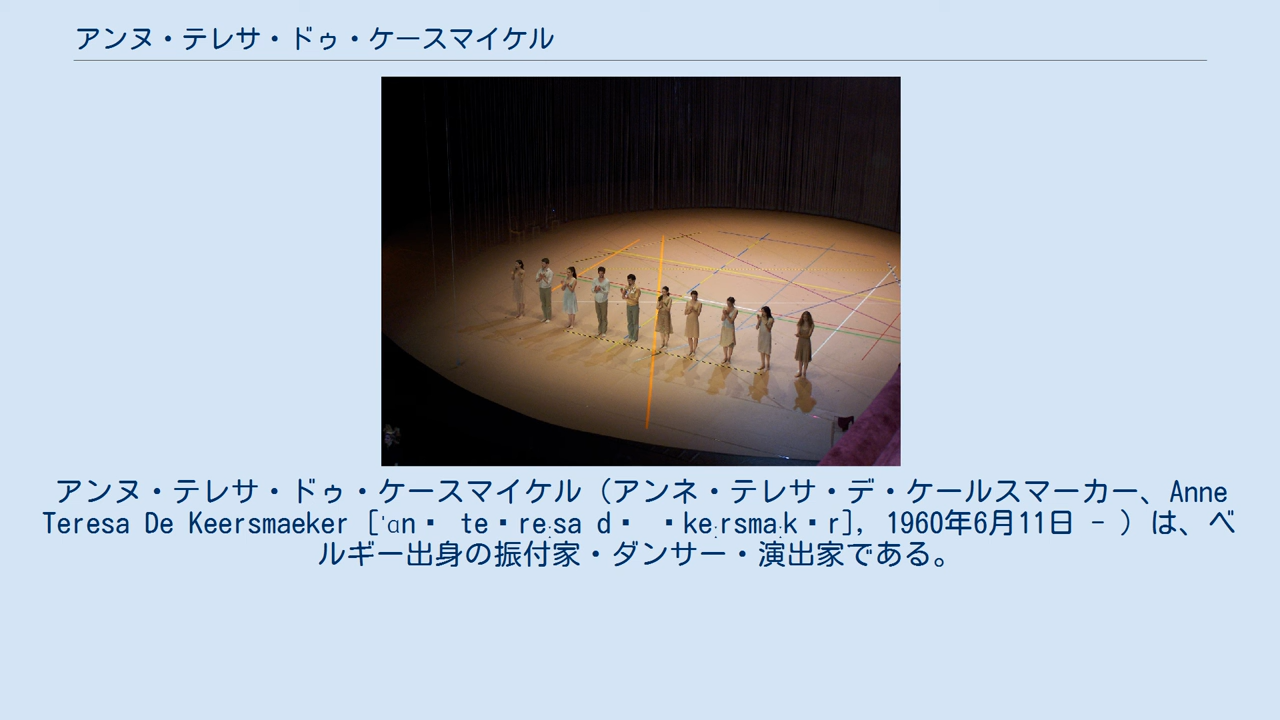 アンヌ・テレサ・ドゥ・ケースマイケル
アンヌ・テレサ・ドゥ・ケースマイケル（アンネ・テレサ・デ・ケールスマーカー、Anne
Teresa De Keersmaeker [ˈɑn▪ te▪reːsa d▪ ▪keːrsmaːk▪r], 1960年6月11日 - ）は、ベ
ルギー出身の振付家・ダンサー・演出家である。